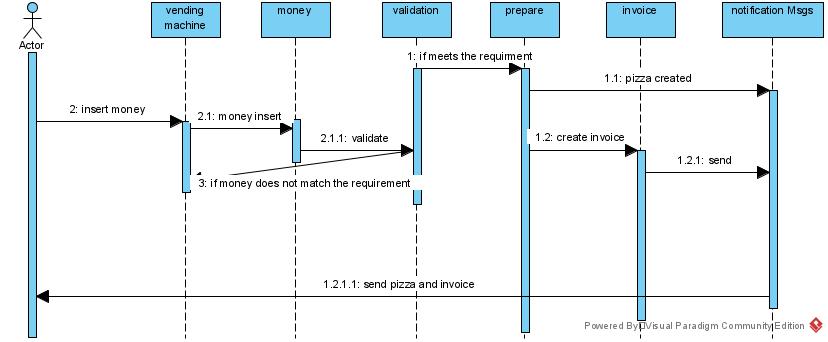 vending
machine
money
validation
prepare
invoice
notification Msgs
Actor
1: if meets the requirment
1.1: pizza created
2: insert money
2.1: money insert
2.1.1: validate
1.2: create invoice
1.2.1: send
3: if money does not match the requirement
1.2.1.1: send pizza and invoice
Powered By Visual Paradigm Community Edition